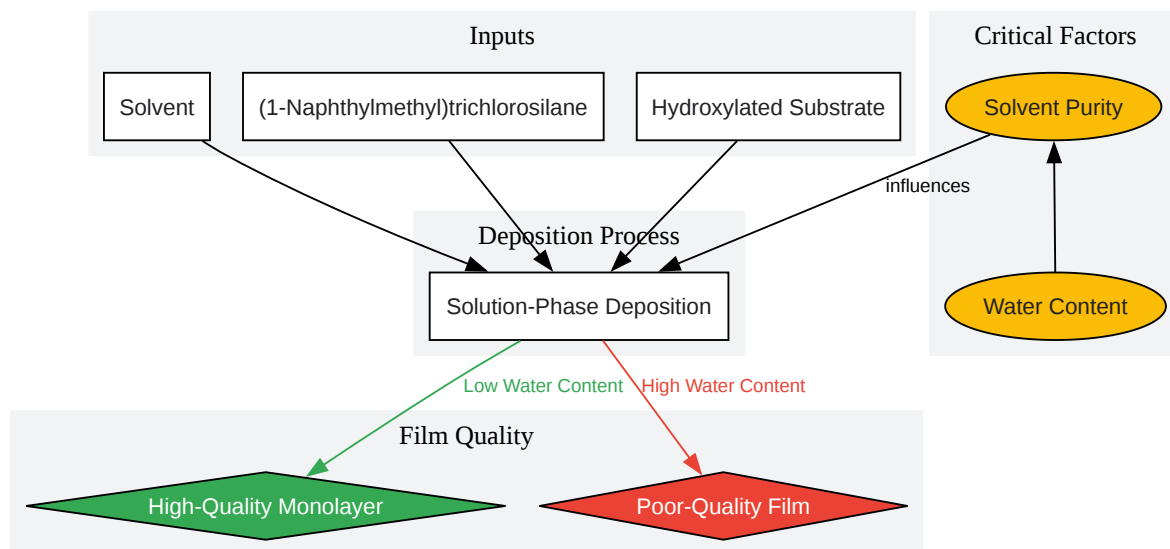 Inputs
Critical Factors
Solvent
(1-Naphthylmethyl)trichlorosilane
Hydroxylated Substrate
Solvent Purity
influences
Deposition Process
Solution-Phase Deposition
Water Content
Low Water Content
High Water Content
Film Quality
High-Quality Monolayer
Poor-Quality Film